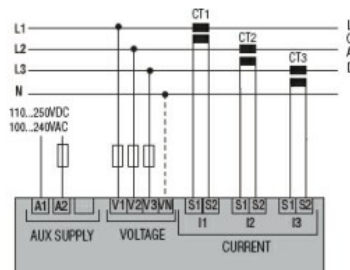 CT1
L1
L
CT2
L2
CT3
L3
N
110...250VDC
100...240VAC
A1 A2 V1 V2 V3 VN S1 S2 S1 S2 S1 S2
I1 I2 I3
AUX SUPPLY VOLTAGE CURRENT